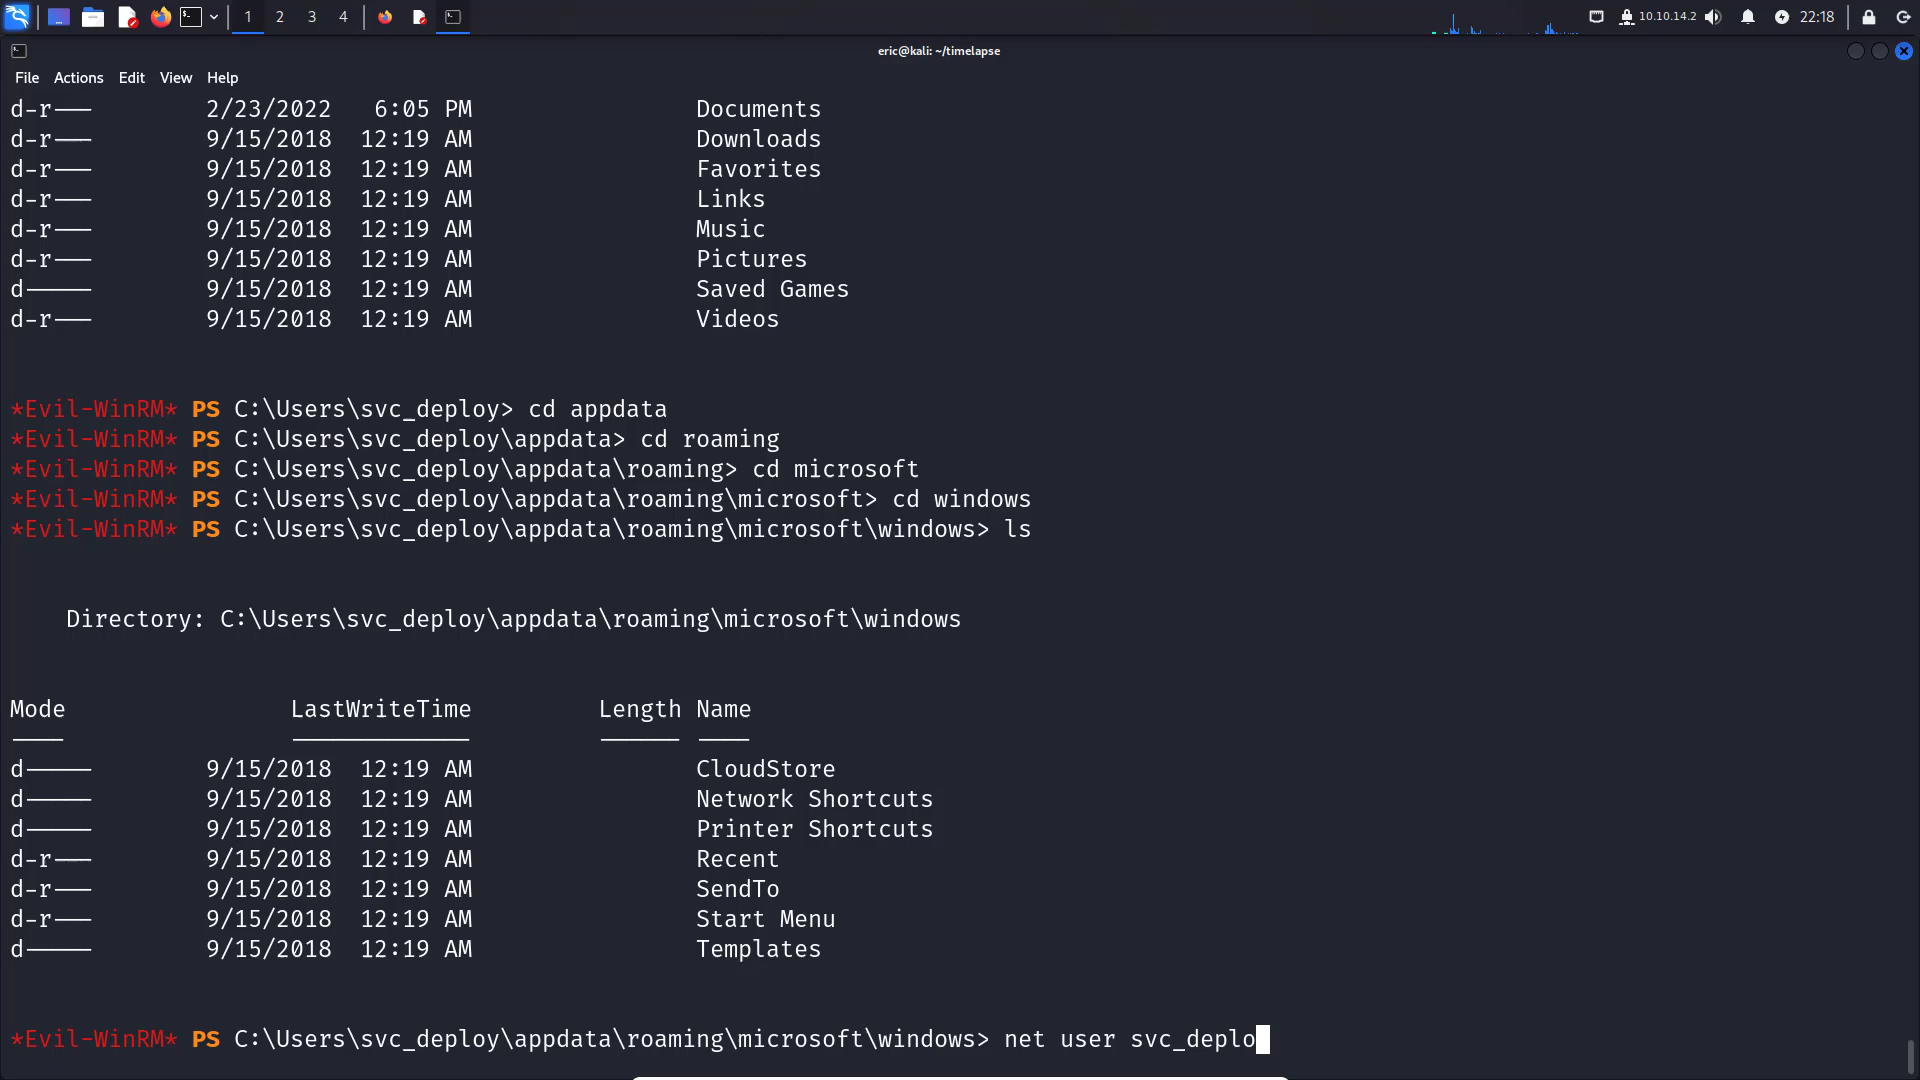 1 2 3 4 10.10.14.2 22:18
eric@kali: ~/timelapse
File Actions Edit View Help
d-r--- 2/23/2022 6:05 PM Documents
d-r--- 9/15/2018 12:19 AM Downloads
d-r--- 9/15/2018 12:19 AM Favorites
d-r--- 9/15/2018 12:19 AM Links
d-r--- 9/15/2018 12:19 AM Music
d-r--- 9/15/2018 12:19 AM Pictures
d----- 9/15/2018 12:19 AM Saved Games
d-r--- 9/15/2018 12:19 AM Videos
*Evil-WinRM* PS C:\Users\svc_deploy> cd appdata
*Evil-WinRM* PS C:\Users\svc_deploy\appdata> cd roaming
*Evil-WinRM* PS C:\Users\svc_deploy\appdata\roaming> cd microsoft
*Evil-WinRM* PS C:\Users\svc_deploy\appdata\roaming\microsoft> cd windows
*Evil-WinRM* PS C:\Users\svc_deploy\appdata\roaming\microsoft\windows> ls
Directory: C:\Users\svc_deploy\appdata\roaming\microsoft\windows
Mode LastWriteTime Length Name
---- ------------- ------ ----
d----- 9/15/2018 12:19 AM CloudStore
d----- 9/15/2018 12:19 AM Network Shortcuts
d----- 9/15/2018 12:19 AM Printer Shortcuts
d-r--- 9/15/2018 12:19 AM Recent
d-r--- 9/15/2018 12:19 AM SendTo
d-r--- 9/15/2018 12:19 AM Start Menu
d----- 9/15/2018 12:19 AM Templates
*Evil-WinRM* PS C:\Users\svc_deploy\appdata\roaming\microsoft\windows> net user svc_deplo